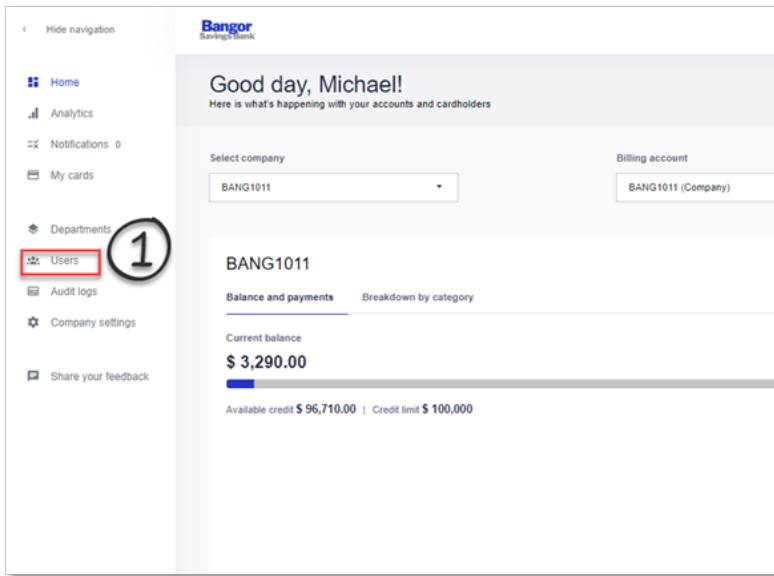 Hide navigation
Bangor
Savings Bank
Home
Analytics
Notifications 0
My cards
Departments
Users
1
Audit logs
Company settings
Share your feedback
Good day, Michael!
Here is what's happening with your accounts and cardholders
Select company
BANG1011
Billing account
BANG1011 (Company)
BANG1011
Balance and payments
Breakdown by category
Current balance
$ 3,290.00
Available credit $ 96,710.00 | Credit limit $ 100,000